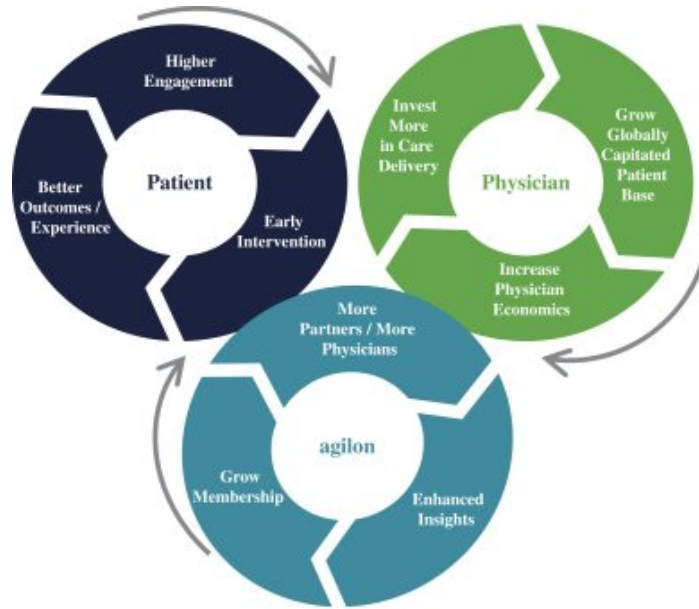 Higher
Engagement
Patient
Better
Outcomes /
Experience
Early
Intervention
Invest
More
in Care
Delivery
Physician
Grow
Globally
Capitated
Patient
Base
Increase
Physician
Economics
More
Partners / More
Physicians
agilon
Grow
Membership
Enhanced
Insights